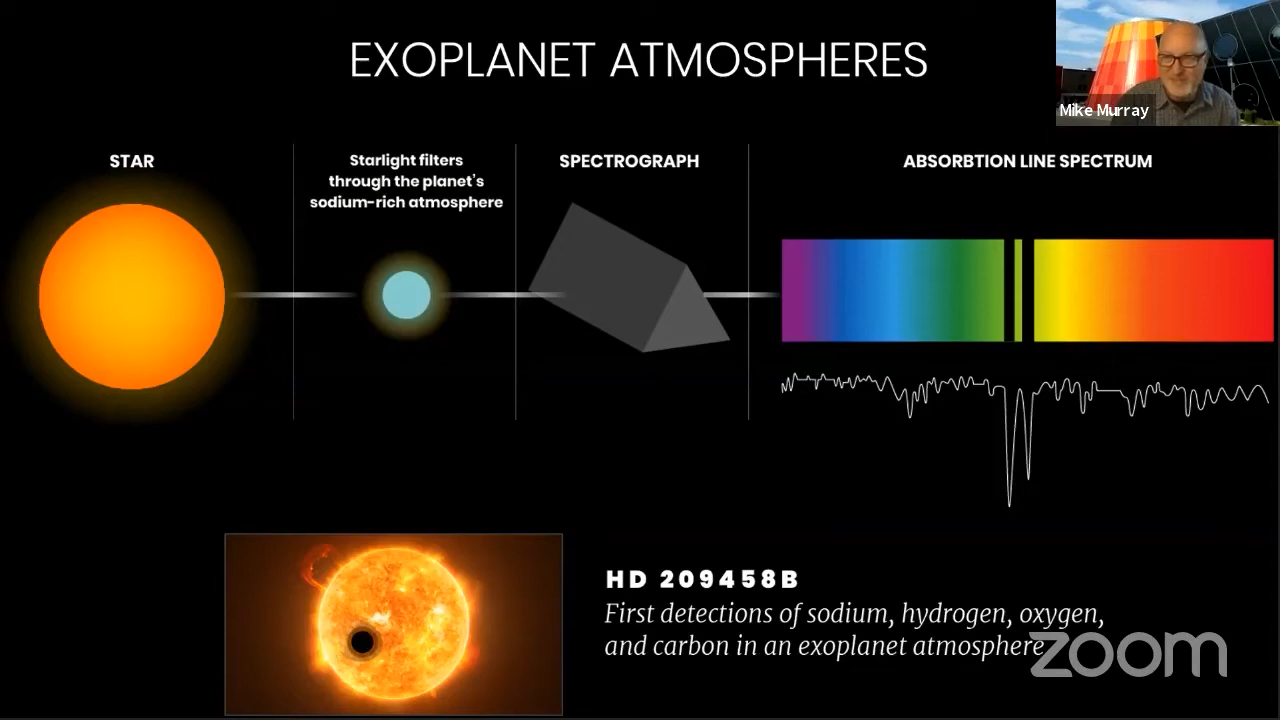 EXOPLANET ATMOSPHERES
Mike Murray
STAR
Starlight filters
through the planet's
sodium-rich atmosphere
SPECTROGRAPH
ABSORBTION LINE SPECTRUM
HD 209458B
First detections of sodium, hydrogen, oxygen,
and carbon in an exoplanet atmosphere
zoom